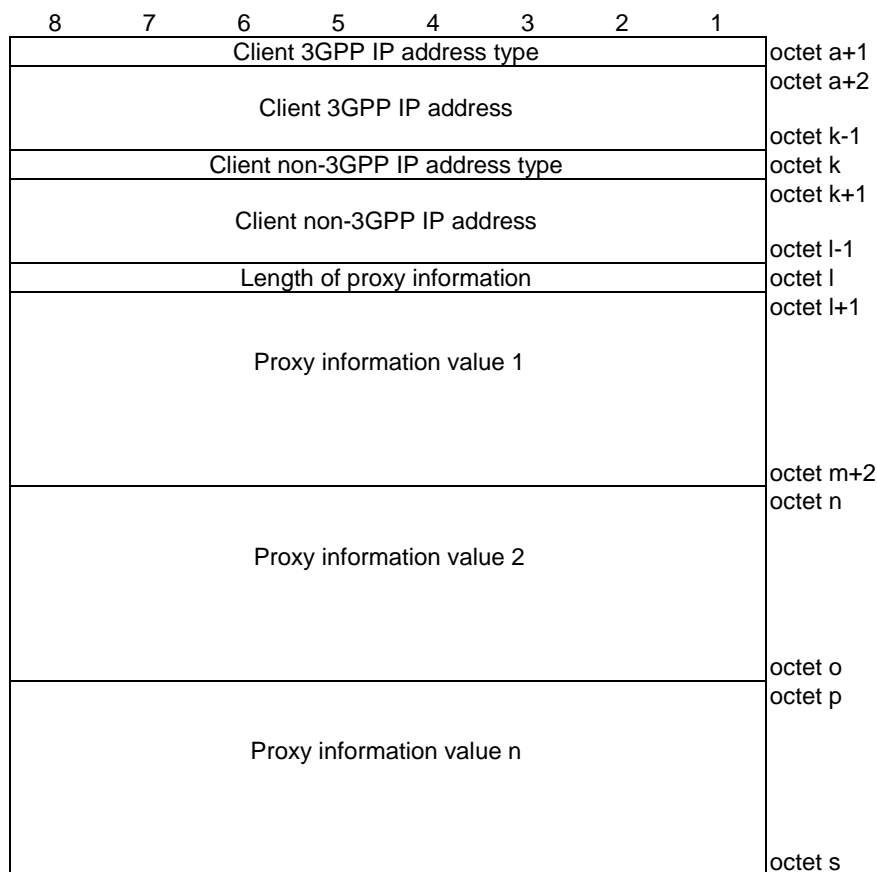 8 7 6 5 4 3 2 1
Client 3GPP IP address type octet a+1
octet a+2
Client 3GPP IP address
octet k-1
Client non-3GPP IP address type octet k
octet k+1
Client non-3GPP IP address
octet l-1
Length of proxy information octet l
octet l+1
Proxy information value 1
octet m+2
octet n
Proxy information value 2
octet o
octet p
Proxy information value n
octet s